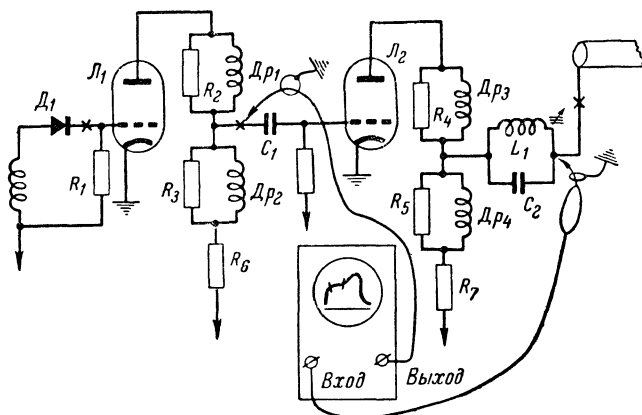 Л₁
Л₂
Д₁
R₁
R₂
Др1
R₃
Др2
R₆
C₁
R₄
Др3
R₅
Др4
R₇
L₁
C₂
Вход
Выход